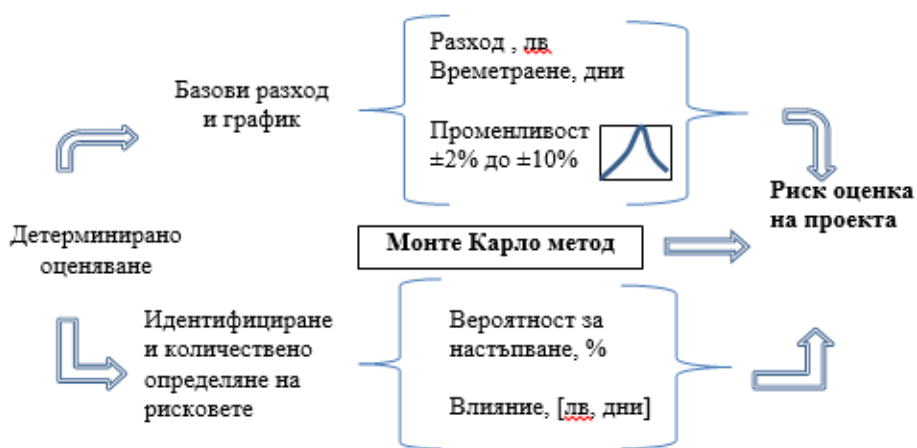 Детерминирано
оценяване
Базови разход
и график
Разход , лв
Времетраене, дни
Променливост
±2% до ±10%
Монте Карло метод
Идентифициране
и количествено
определяне на
рисковете
Вероятност за
настъпване, %
Влияние, [лв, дни]
Риск оценка
на проекта